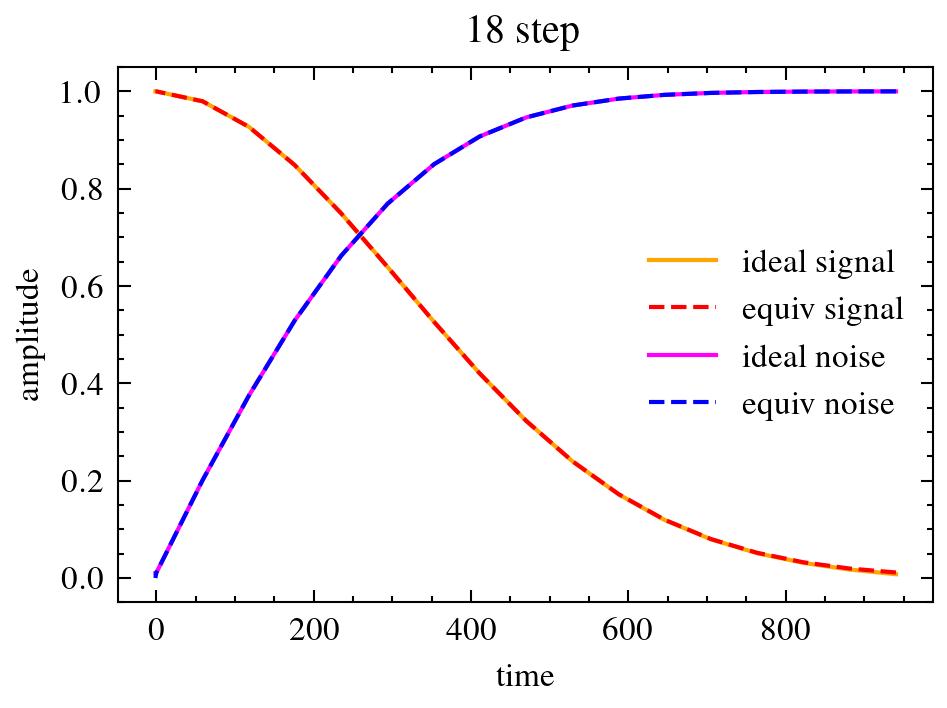 18 step
1.0
0.8
0.6
0.4
0.2
0.0
amplitude
ideal signal
equiv signal
ideal noise
equiv noise
0 200 400 600 800
time